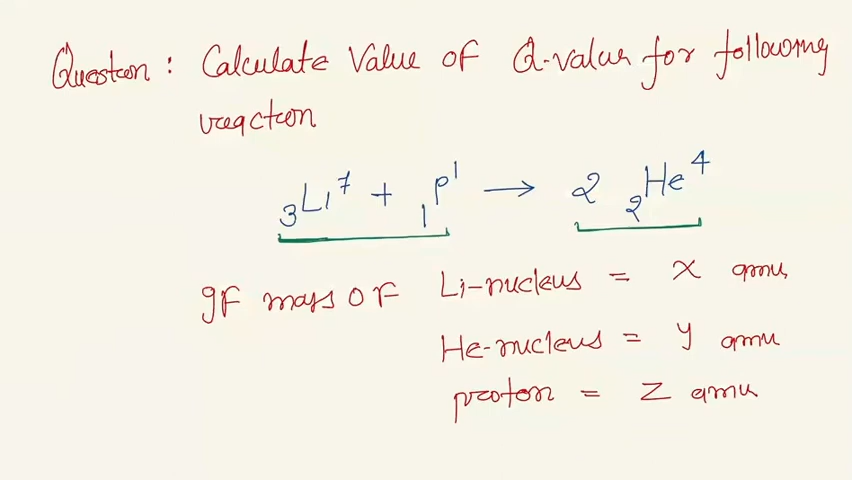 Question : Calculate Value of Q-value for following
reaction
₃Li⁷ + ₁p¹ → 2 ₂He⁴
If mass of Li-nucleus = x amu
He-nucleus = y amu
proton = z amu